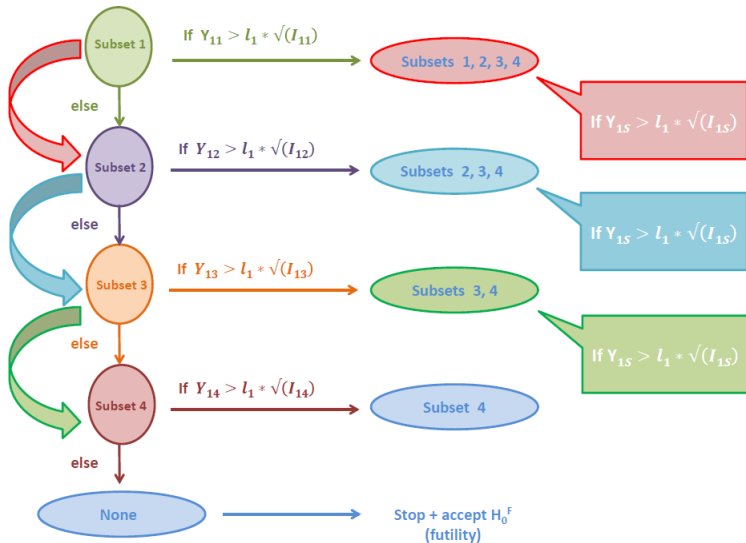 Subset 1
If Y₁₁ > l₁ * √(I₁₁)
Subsets 1, 2, 3, 4
If Y₁S > l₁ * √(I₁S)
else
Subset 2
If Y₁₂ > l₁ * √(I₁₂)
Subsets 2, 3, 4
If Y₁S > l₁ * √(I₁S)
else
Subset 3
If Y₁₃ > l₁ * √(I₁₃)
Subsets 3, 4
If Y₁S > l₁ * √(I₁S)
else
Subset 4
If Y₁₄ > l₁ * √(I₁₄)
Subset 4
else
None
Stop + accept H₀ᶠ
(futility)